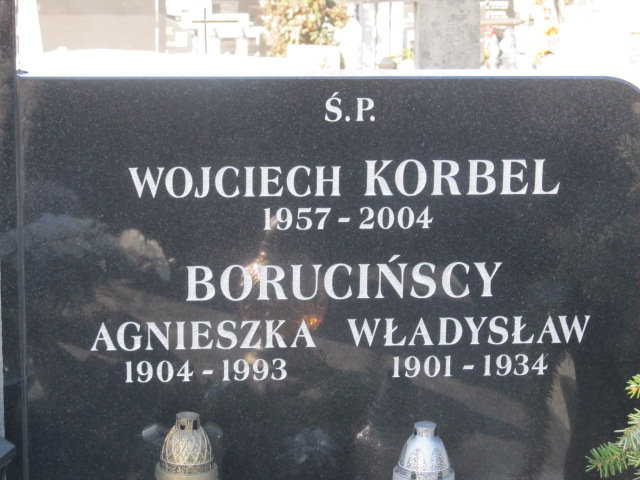 Ś.P.
WOJCIECH KORBEL
1957 - 2004
BORUCIŃSCY
AGNIESZKA WŁADYSŁAW
1904 - 1993 1901 - 1934